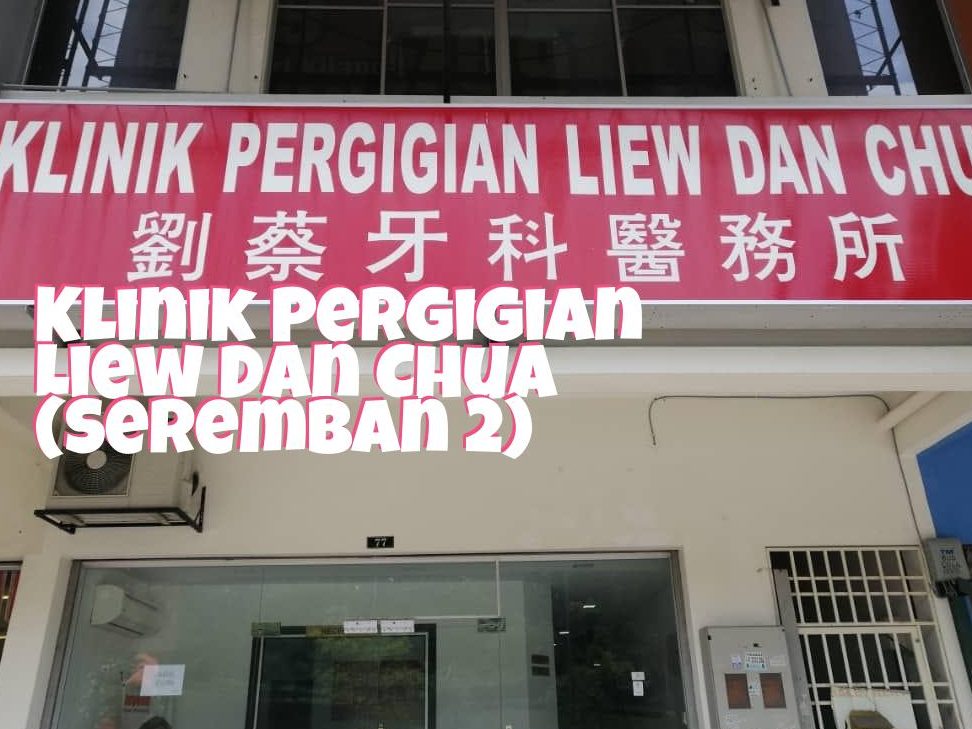 KLINIK PERGIGIAN LIEW DAN CHU
劉蔡牙科醫務所
Klinik Pergigian
Liew Dan Chua
(Seremban 2)
77
TM